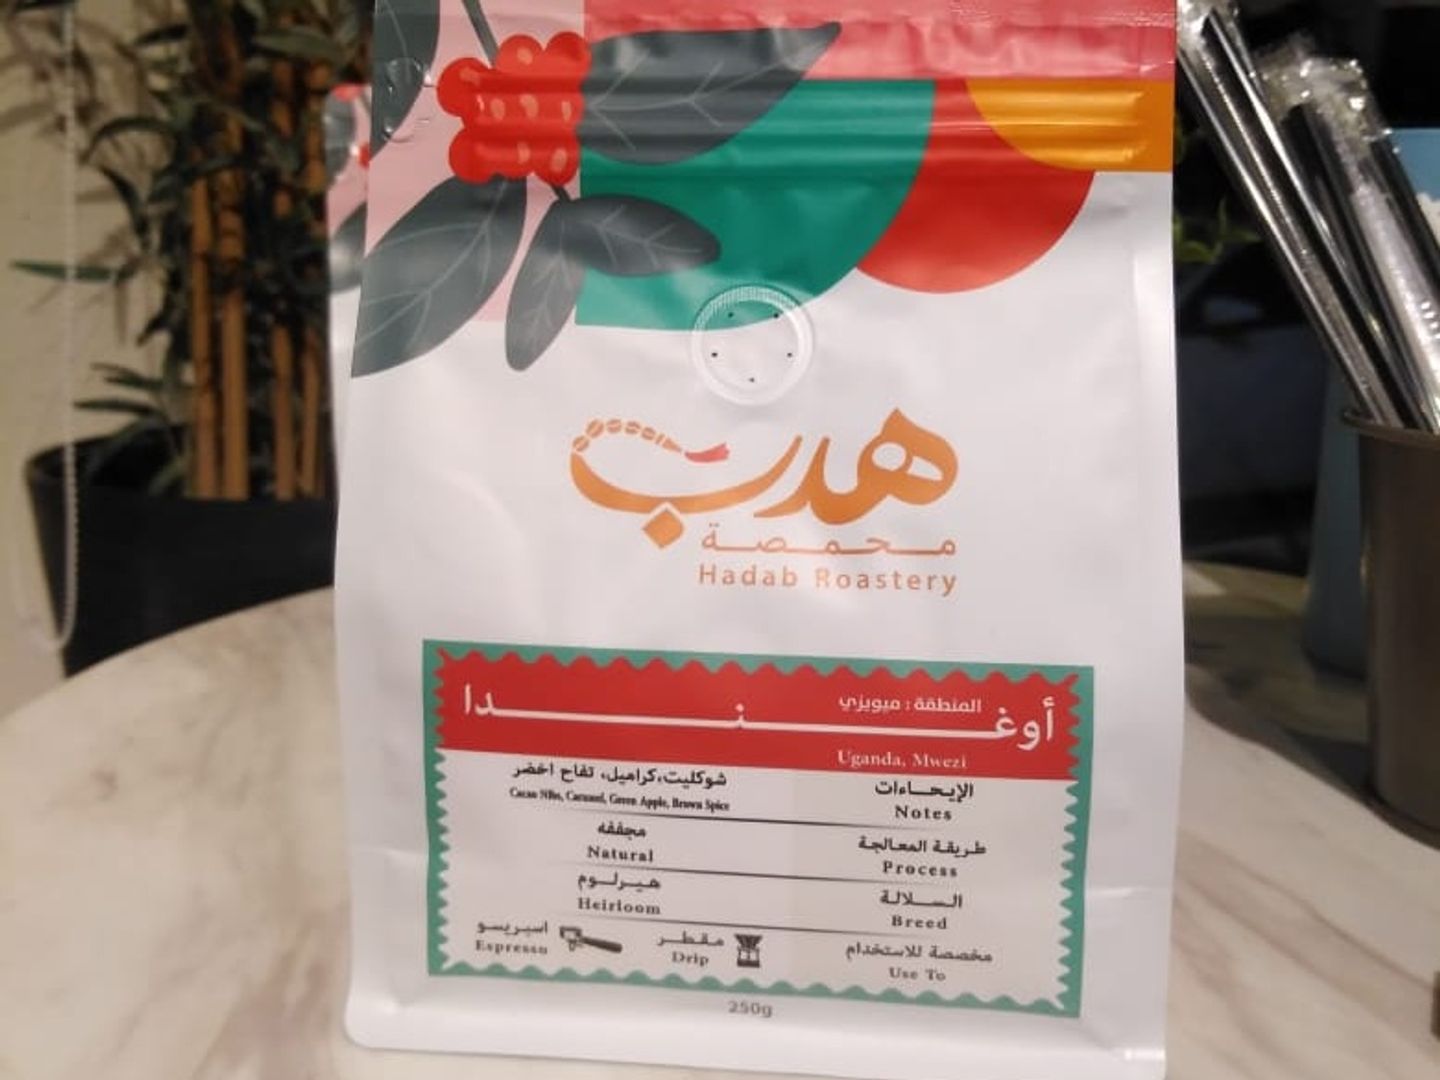 هدب
محمصة
Hadab Roastery
المنطقة : ميويزي
أوغندا
Uganda, Mwezi
الإيحاءات شوكليت،كراميل، تفاح اخضر
Notes Cacao Nibs, Caramel, Green Apple, Brown Spice
طريقة المعالجة مجففه
Process Natural
السلالة هيرلوم
Breed Heirloom
مخصصة للاستخدام مقطر اسبريسو
Use To Drip Espresso
250g